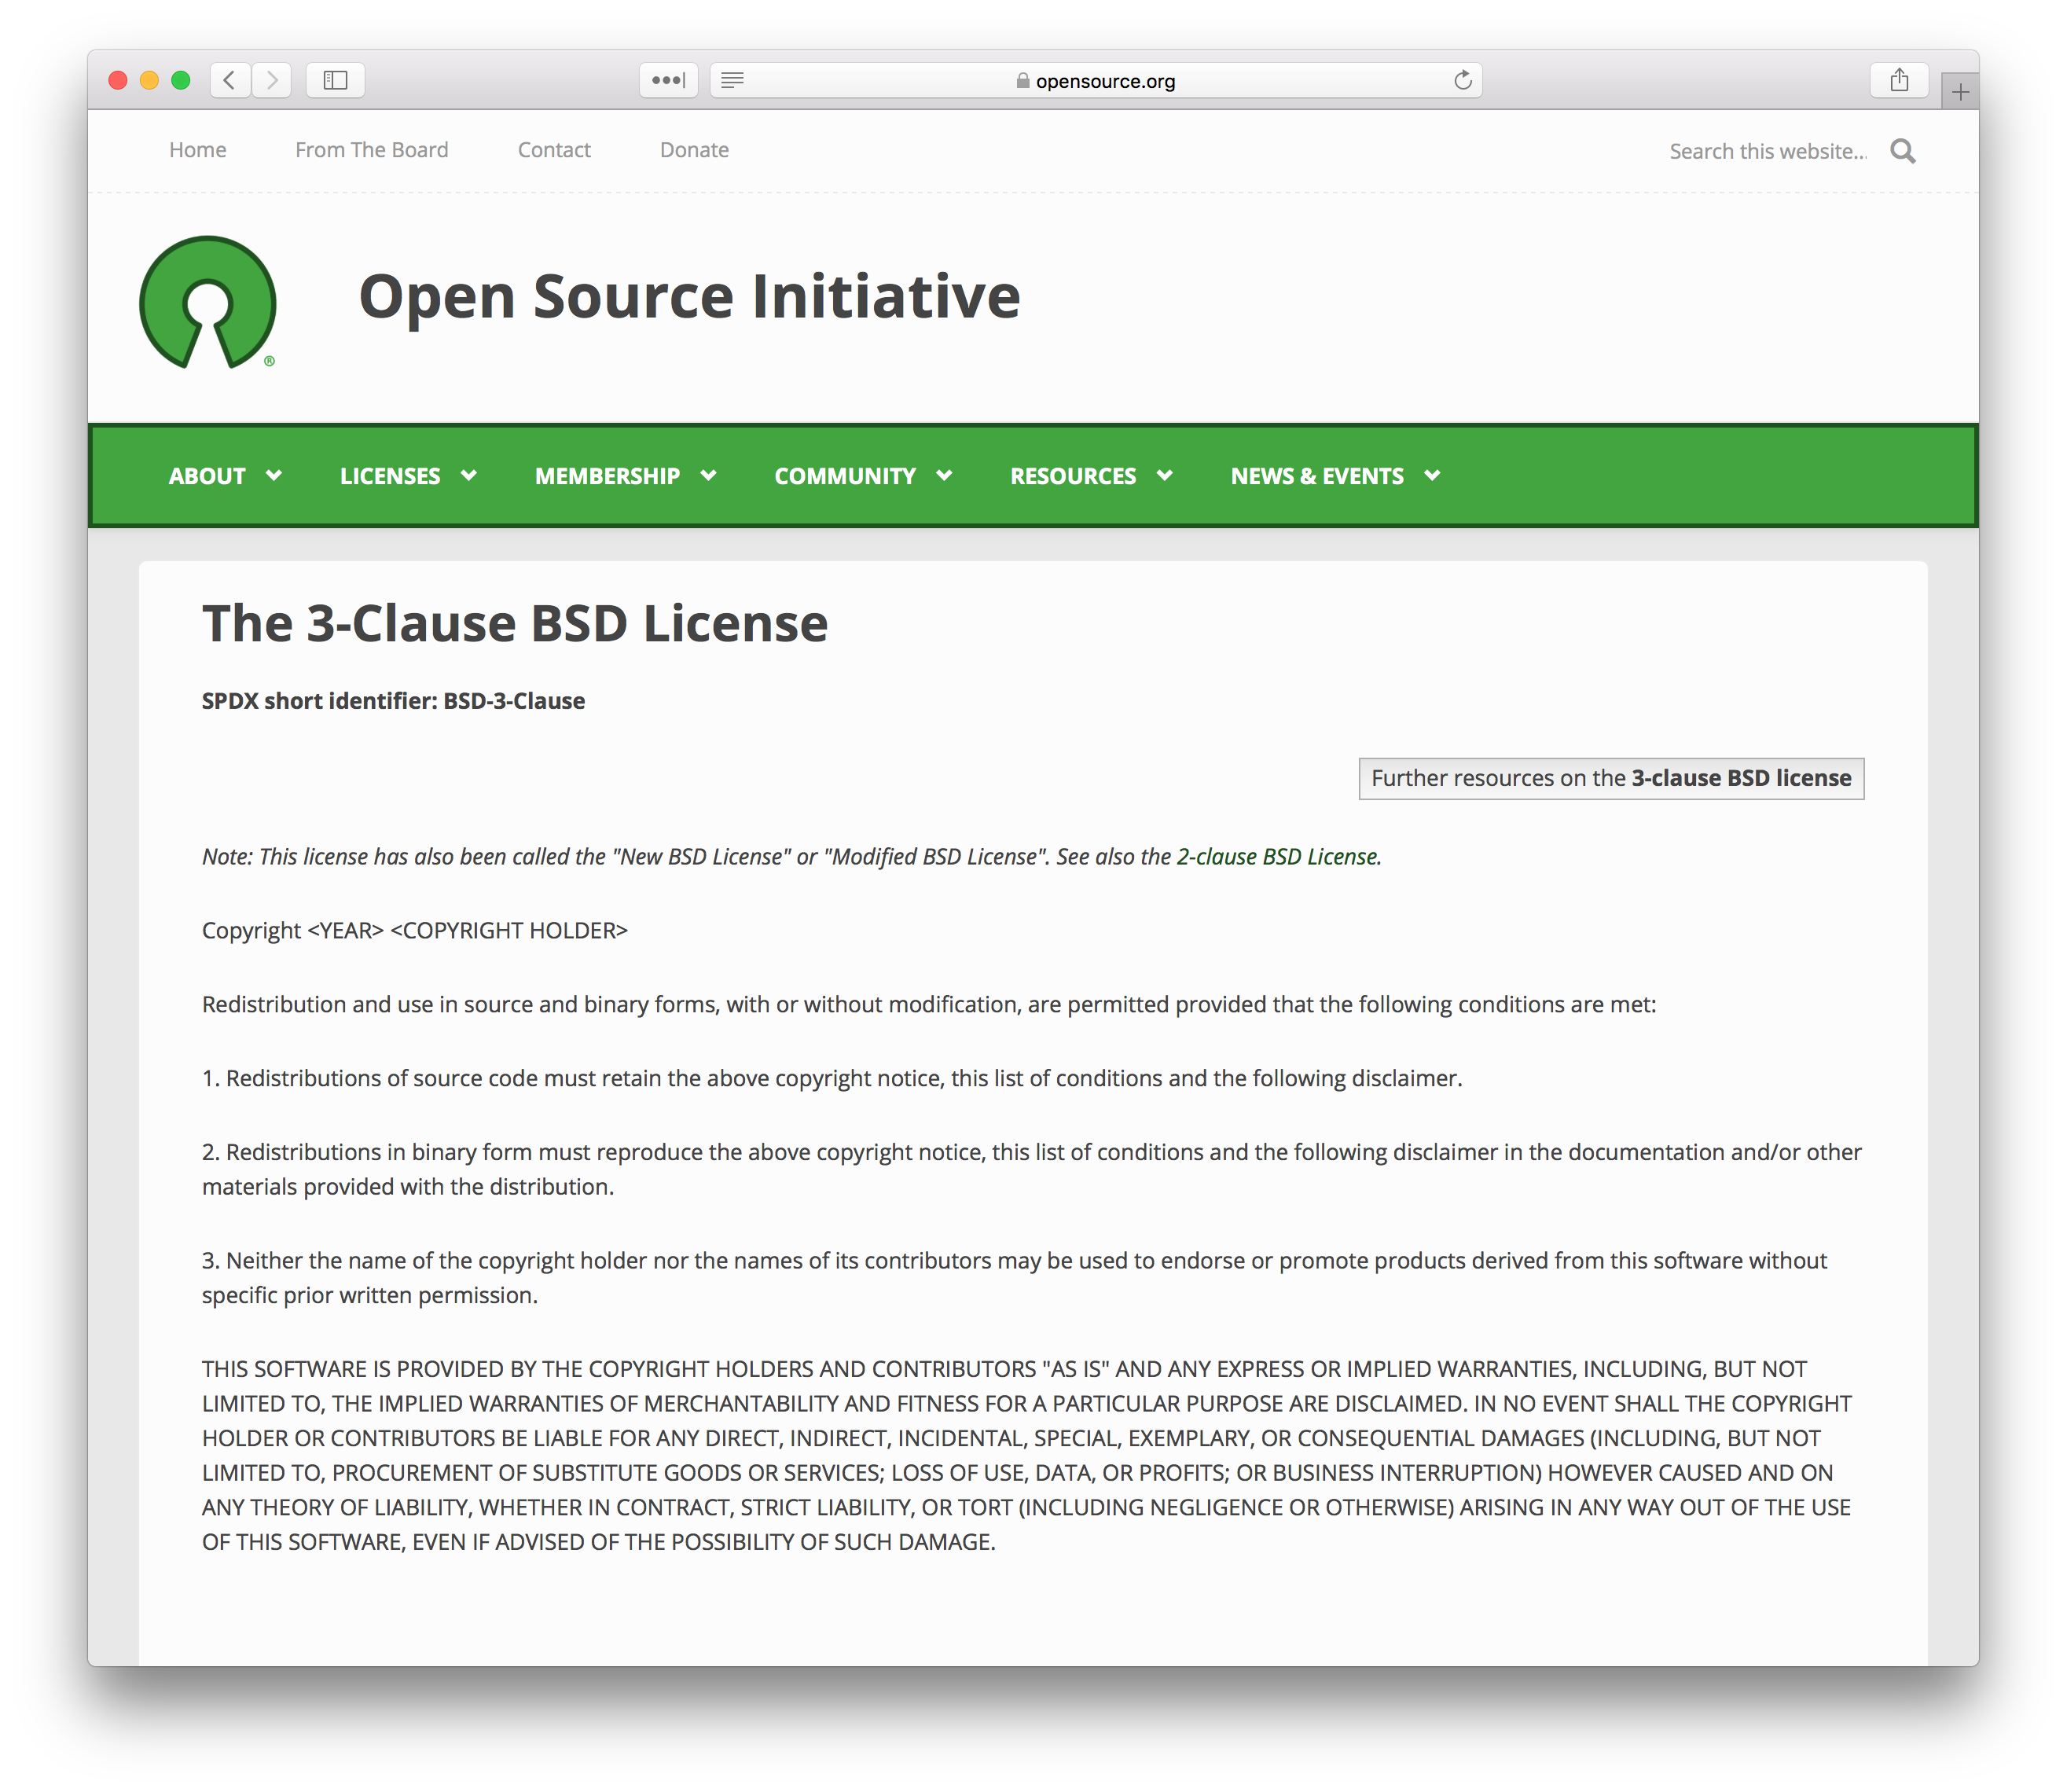 opensource.org
Home From The Board Contact Donate Search this website...
Open Source Initiative
®
ABOUT LICENSES MEMBERSHIP COMMUNITY RESOURCES NEWS & EVENTS
The 3-Clause BSD License
SPDX short identifier: BSD-3-Clause
Further resources on the 3-clause BSD license
Note: This license has also been called the "New BSD License" or "Modified BSD License". See also the 2-clause BSD License.
Copyright <YEAR> <COPYRIGHT HOLDER>
Redistribution and use in source and binary forms, with or without modification, are permitted provided that the following conditions are met:
1. Redistributions of source code must retain the above copyright notice, this list of conditions and the following disclaimer.
2. Redistributions in binary form must reproduce the above copyright notice, this list of conditions and the following disclaimer in the documentation and/or other
materials provided with the distribution.
3. Neither the name of the copyright holder nor the names of its contributors may be used to endorse or promote products derived from this software without
specific prior written permission.
THIS SOFTWARE IS PROVIDED BY THE COPYRIGHT HOLDERS AND CONTRIBUTORS "AS IS" AND ANY EXPRESS OR IMPLIED WARRANTIES, INCLUDING, BUT NOT
LIMITED TO, THE IMPLIED WARRANTIES OF MERCHANTABILITY AND FITNESS FOR A PARTICULAR PURPOSE ARE DISCLAIMED. IN NO EVENT SHALL THE COPYRIGHT
HOLDER OR CONTRIBUTORS BE LIABLE FOR ANY DIRECT, INDIRECT, INCIDENTAL, SPECIAL, EXEMPLARY, OR CONSEQUENTIAL DAMAGES (INCLUDING, BUT NOT
LIMITED TO, PROCUREMENT OF SUBSTITUTE GOODS OR SERVICES; LOSS OF USE, DATA, OR PROFITS; OR BUSINESS INTERRUPTION) HOWEVER CAUSED AND ON
ANY THEORY OF LIABILITY, WHETHER IN CONTRACT, STRICT LIABILITY, OR TORT (INCLUDING NEGLIGENCE OR OTHERWISE) ARISING IN ANY WAY OUT OF THE USE
OF THIS SOFTWARE, EVEN IF ADVISED OF THE POSSIBILITY OF SUCH DAMAGE.